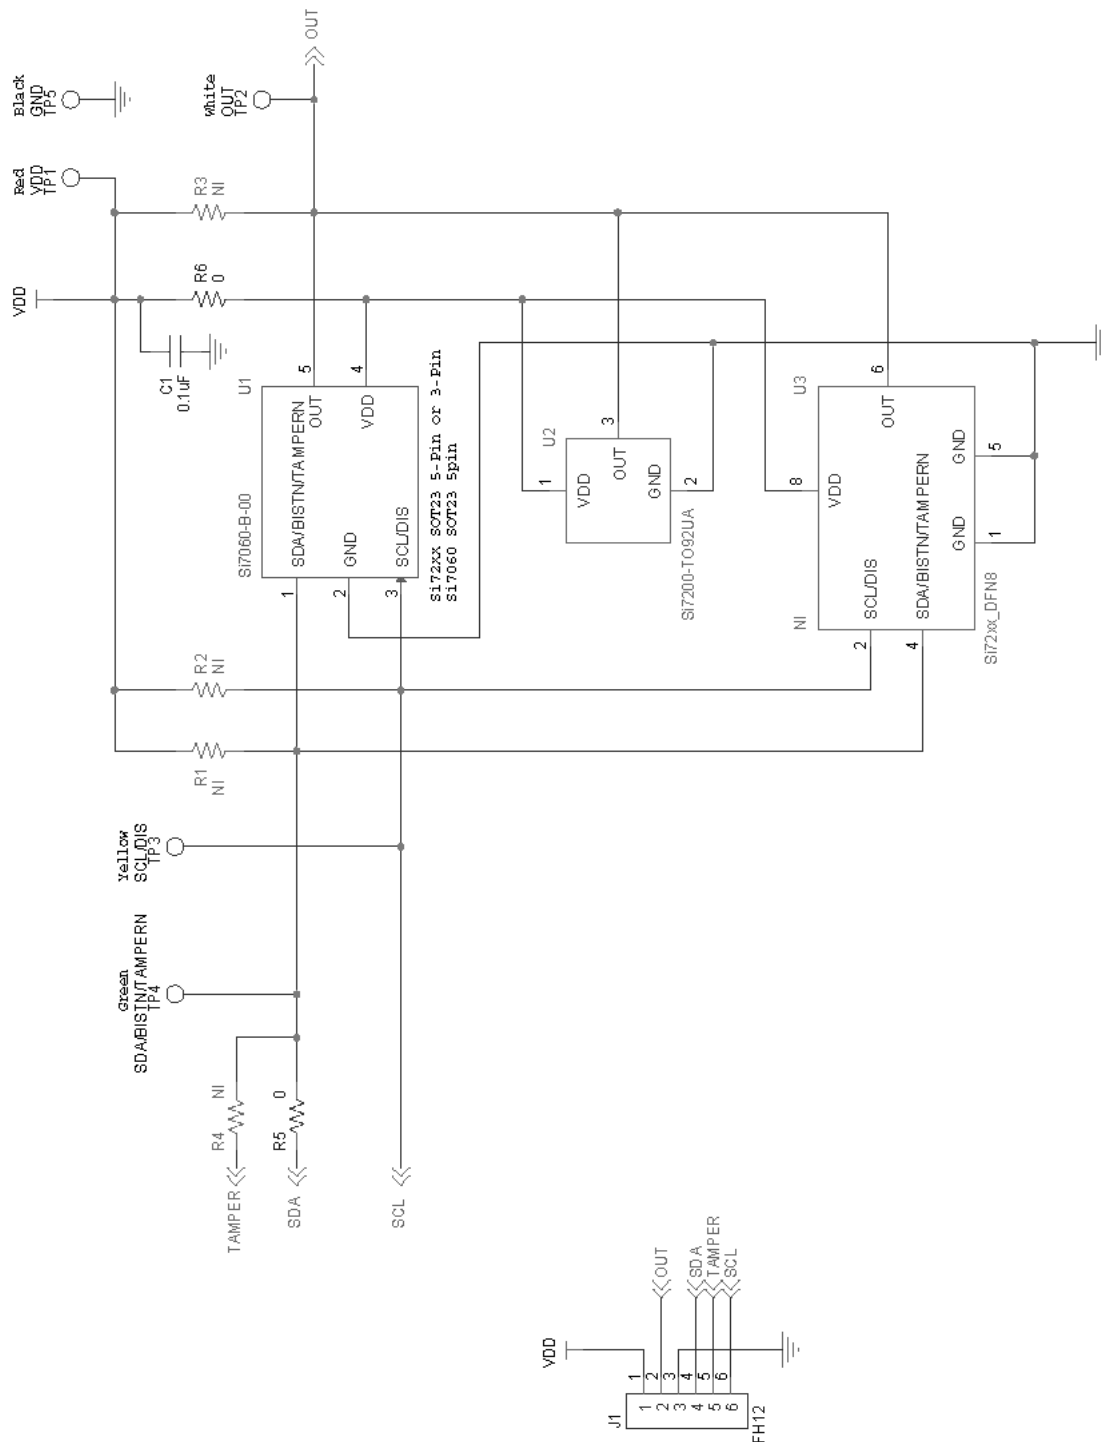 Black
GND
TP5
Red
VDD
TP1
White
OUT
TP2
OUT
VDD
C1
0.1uF
R3
NI
R6
0
U1
5
OUT
4
VDD
SDA/BISTN/TAMPERN
GND
SCL/DIS
1
2
3
Si7060-B-00
Si72XX SOT23 5-Pin or 3-Pin
Si7060 SOT23 5pin
U2
3
OUT
1
VDD
2
GND
Si7200-TO92UA
U3
6
OUT
8
VDD
5
GND
1
GND
SCL/DIS
2
SDA/BISTN/TAMPERN
4
NI
Si72xx_DFN8
R2
NI
R1
NI
Yellow
SCL/DIS
TP3
Green
SDA/BISTN/TAMPERN
TP4
R4
NI
R5
0
TAMPER
SDA
SCL
VDD
OUT
SDA
TAMPER
SCL
J1
1
2
3
4
5
6
1
2
3
4
5
6
FH12